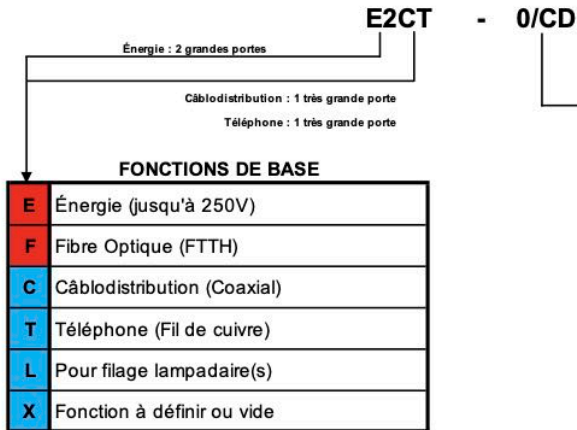 E2CT - 0/CD
Énergie : 2 grandes portes
Câblodistribution : 1 très grande porte
Téléphone : 1 très grande porte
FONCTIONS DE BASE
E Énergie (jusqu'à 250V)
F Fibre Optique (FTTH)
C Câblodistribution (Coaxial)
T Téléphone (Fil de cuivre)
L Pour filage lampadaire(s)
X Fonction à définir ou vide